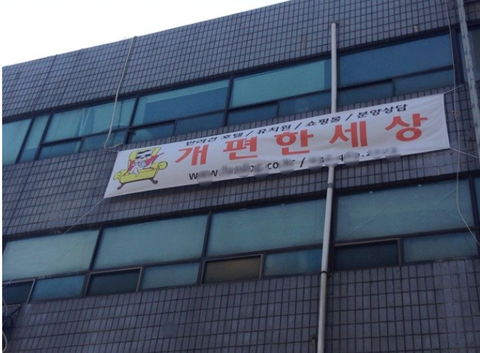 반려견 호텔 / 유치원 / 쇼핑몰 / 분양상담
개편한세상
www.